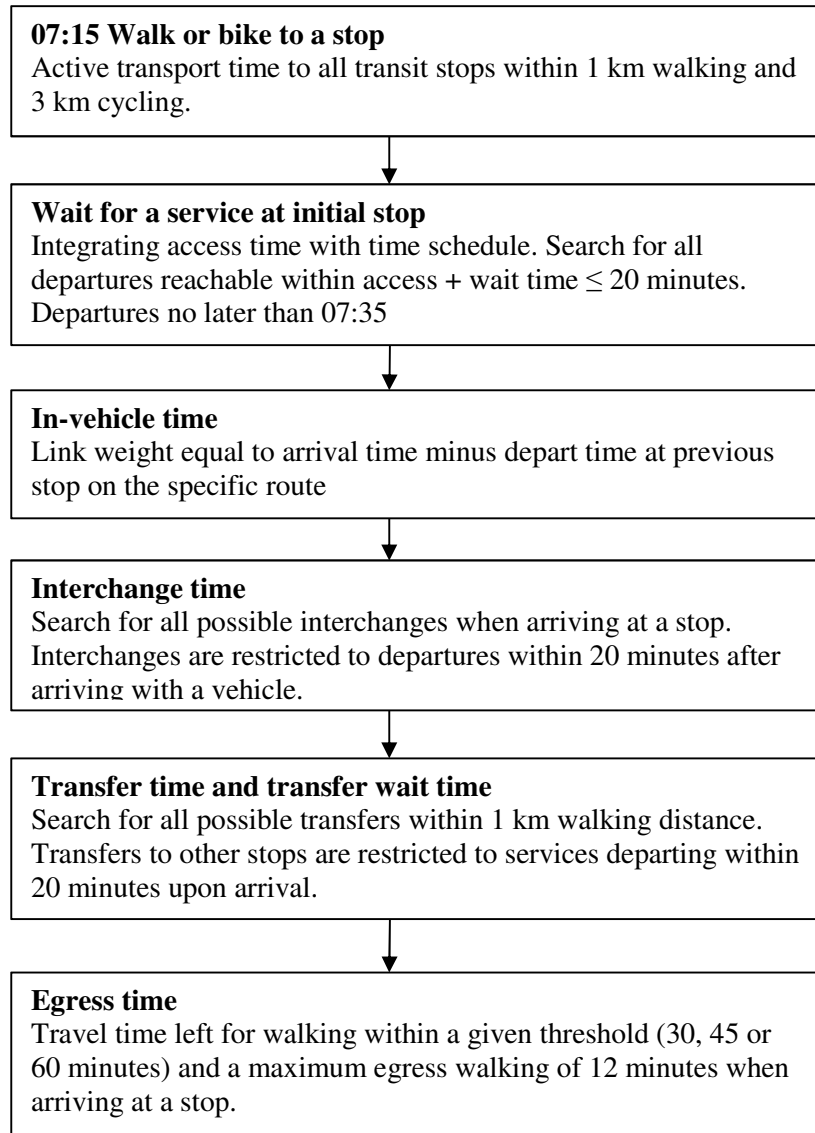 07:15 Walk or bike to a stop
Active transport time to all transit stops within 1 km walking and
3 km cycling.
Wait for a service at initial stop
Integrating access time with time schedule. Search for all
departures reachable within access + wait time ≤ 20 minutes.
Departures no later than 07:35
In-vehicle time
Link weight equal to arrival time minus depart time at previous
stop on the specific route
Interchange time
Search for all possible interchanges when arriving at a stop.
Interchanges are restricted to departures within 20 minutes after
arriving with a vehicle.
Transfer time and transfer wait time
Search for all possible transfers within 1 km walking distance.
Transfers to other stops are restricted to services departing within
20 minutes upon arrival.
Egress time
Travel time left for walking within a given threshold (30, 45 or
60 minutes) and a maximum egress walking of 12 minutes when
arriving at a stop.